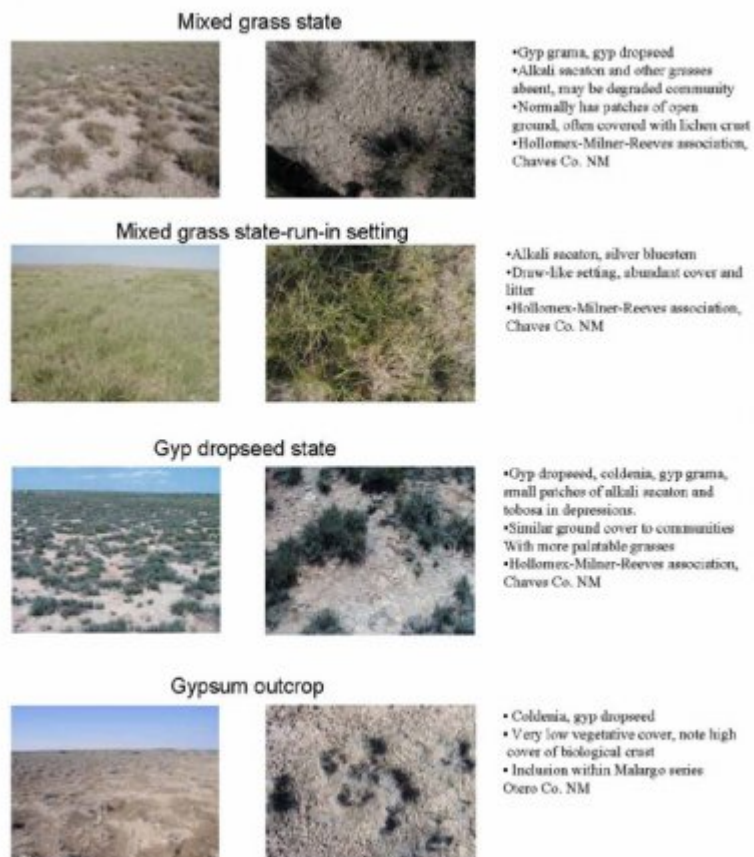 Mixed grass state
•Gyp grama, gyp dropseed
•Alkali sacaton and other grasses
absent, may be degraded community
•Normally has patches of open
ground, often covered with lichen crust
•Hollomex-Milner-Reeves association,
Chaves Co. NM
Mixed grass state-run-in setting
•Alkali sacaton, silver bluestem
•Draw-like setting, abundant cover and
litter
•Hollomex-Milner-Reeves association,
Chaves Co. NM
Gyp dropseed state
•Gyp dropseed, coldenia, gyp grama,
small patches of alkali sacaton and
tobosa in depressions.
•Similar ground cover to communities
With more palatable grasses
•Hollomex-Milner-Reeves association,
Chaves Co. NM
Gypsum outcrop
• Coldenia, gyp dropseed
• Very low vegetative cover, note high
cover of biological crust
• Inclusion within Malargo series
Otero Co. NM